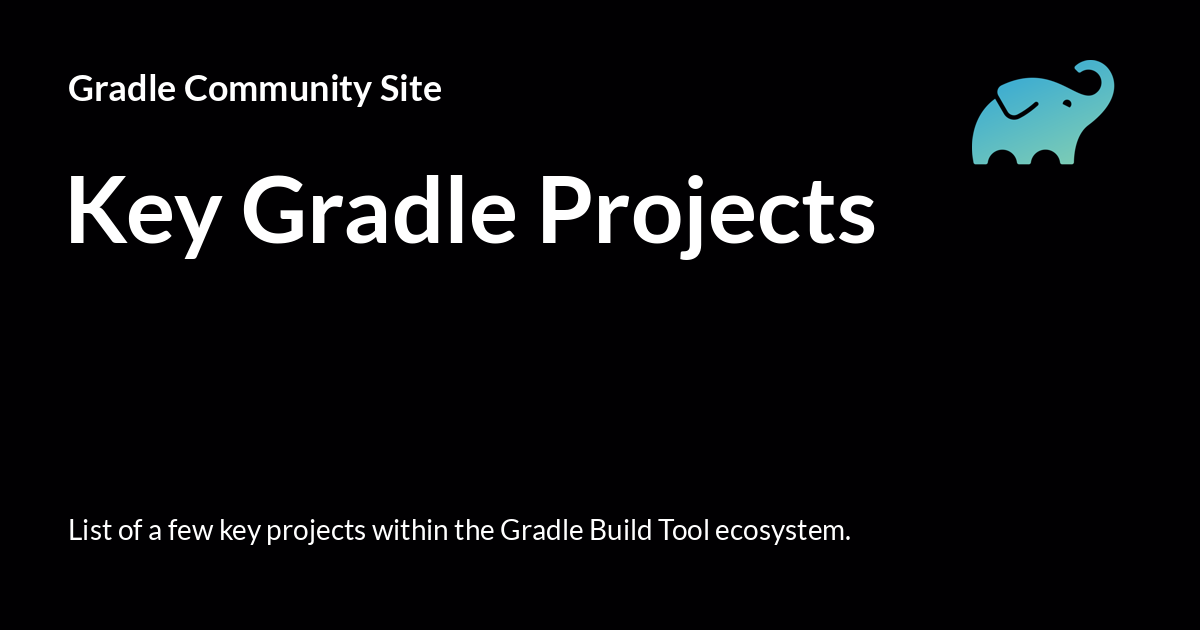 Gradle Community Site
Key Gradle Projects
List of a few key projects within the Gradle Build Tool ecosystem.